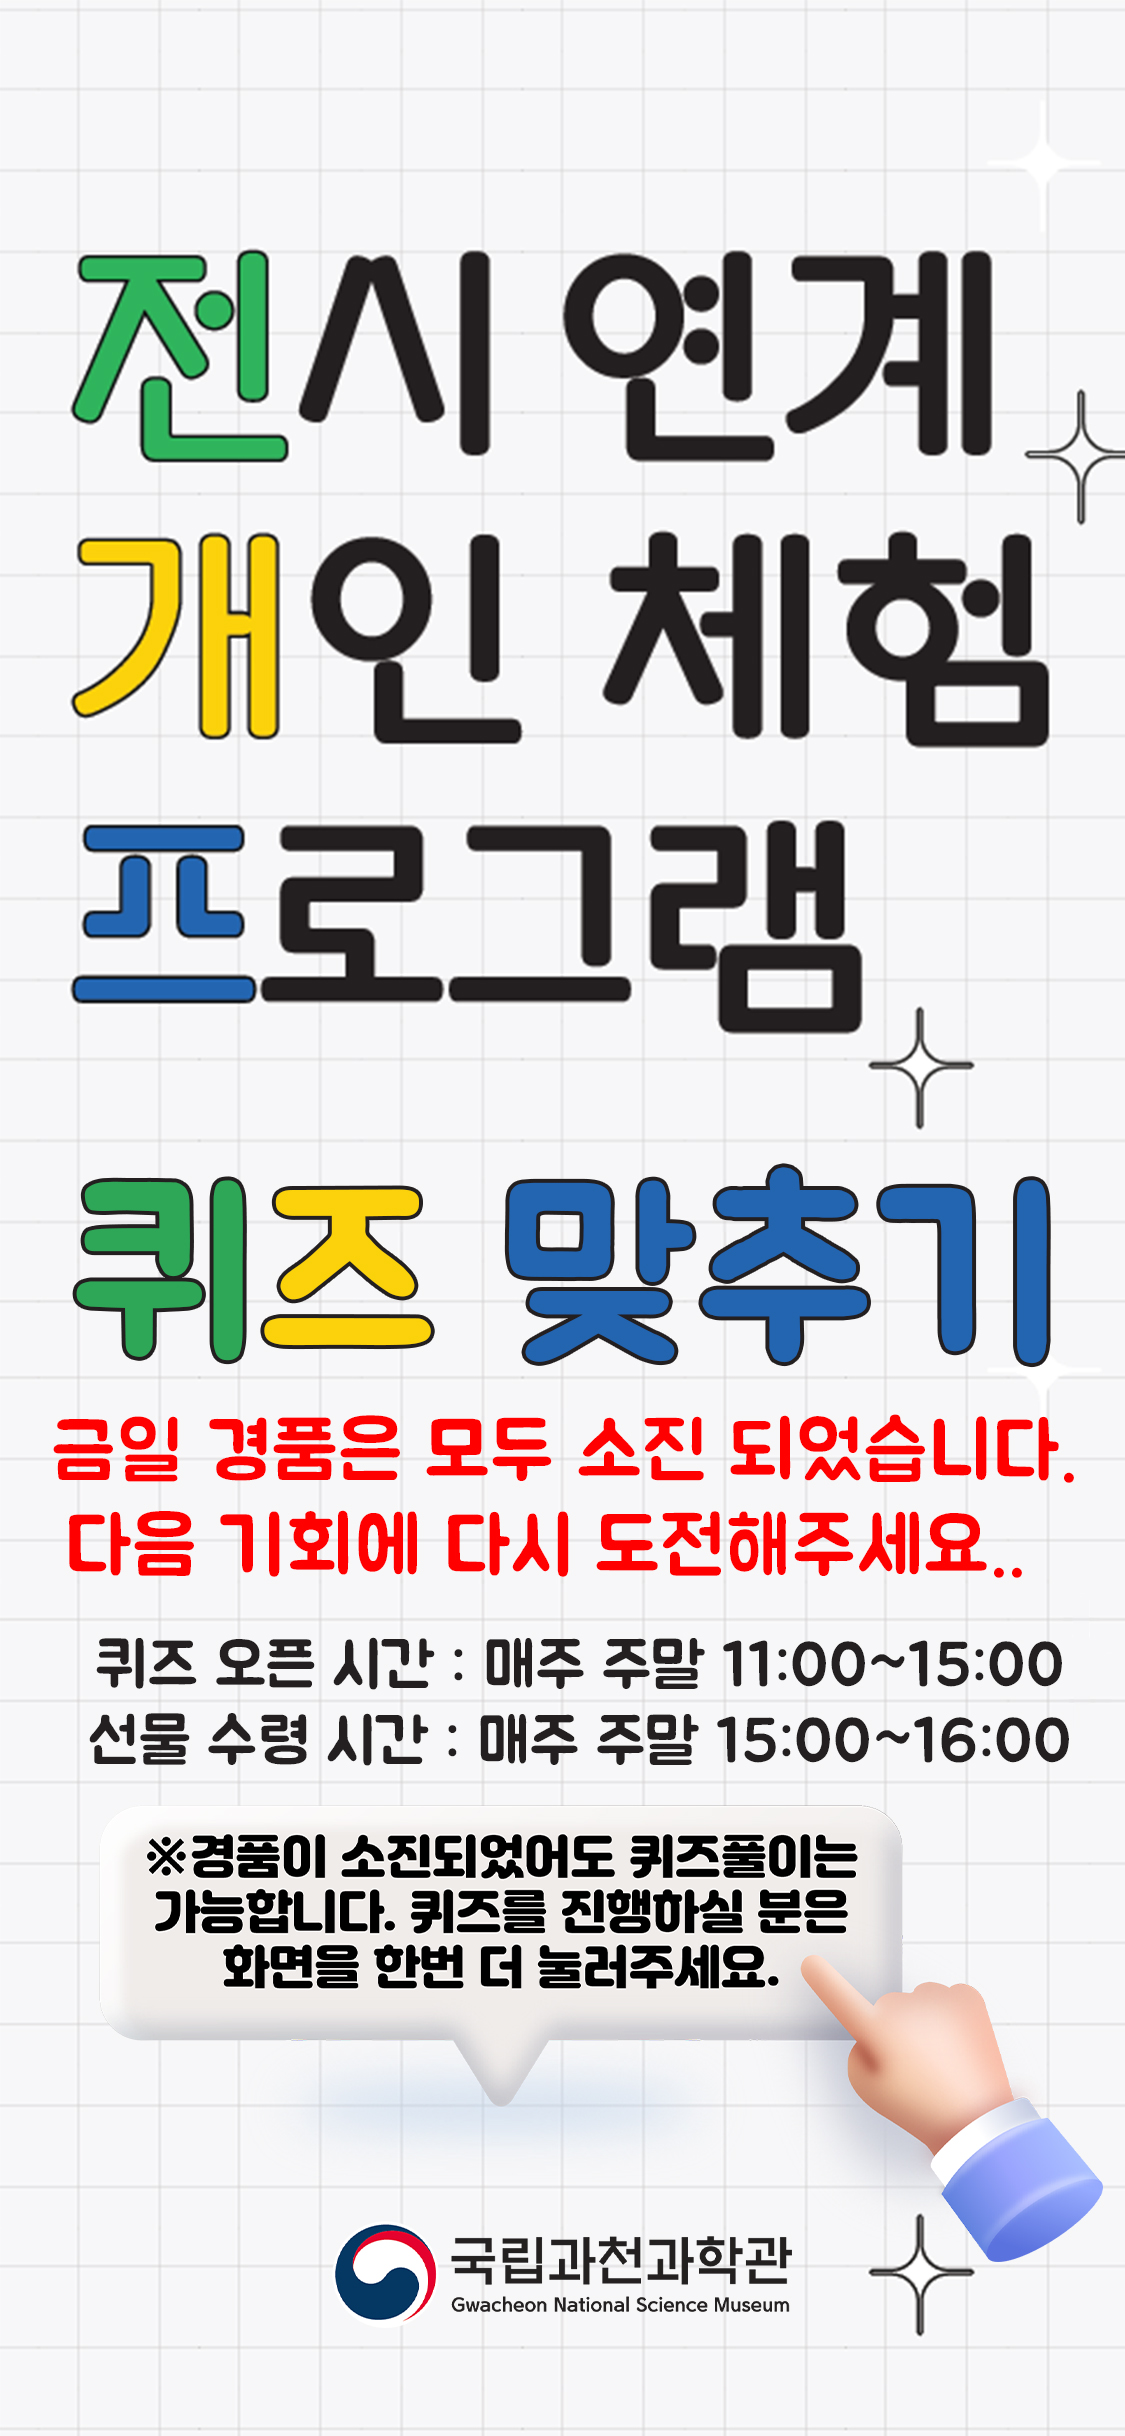 전시 연계
개인 체험
프로그램
퀴즈 맞추기
금일 경품은 모두 소진 되었습니다.
다음 기회에 다시 도전해주세요..
퀴즈 오픈 시간 : 매주 주말 11:00~15:00
선물 수령 시간 : 매주 주말 15:00~16:00
※경품이 소진되었어도 퀴즈풀이는
가능합니다. 퀴즈를 진행하실 분은
화면을 한번 더 눌러주세요.
국립과천과학관
Gwacheon National Science Museum